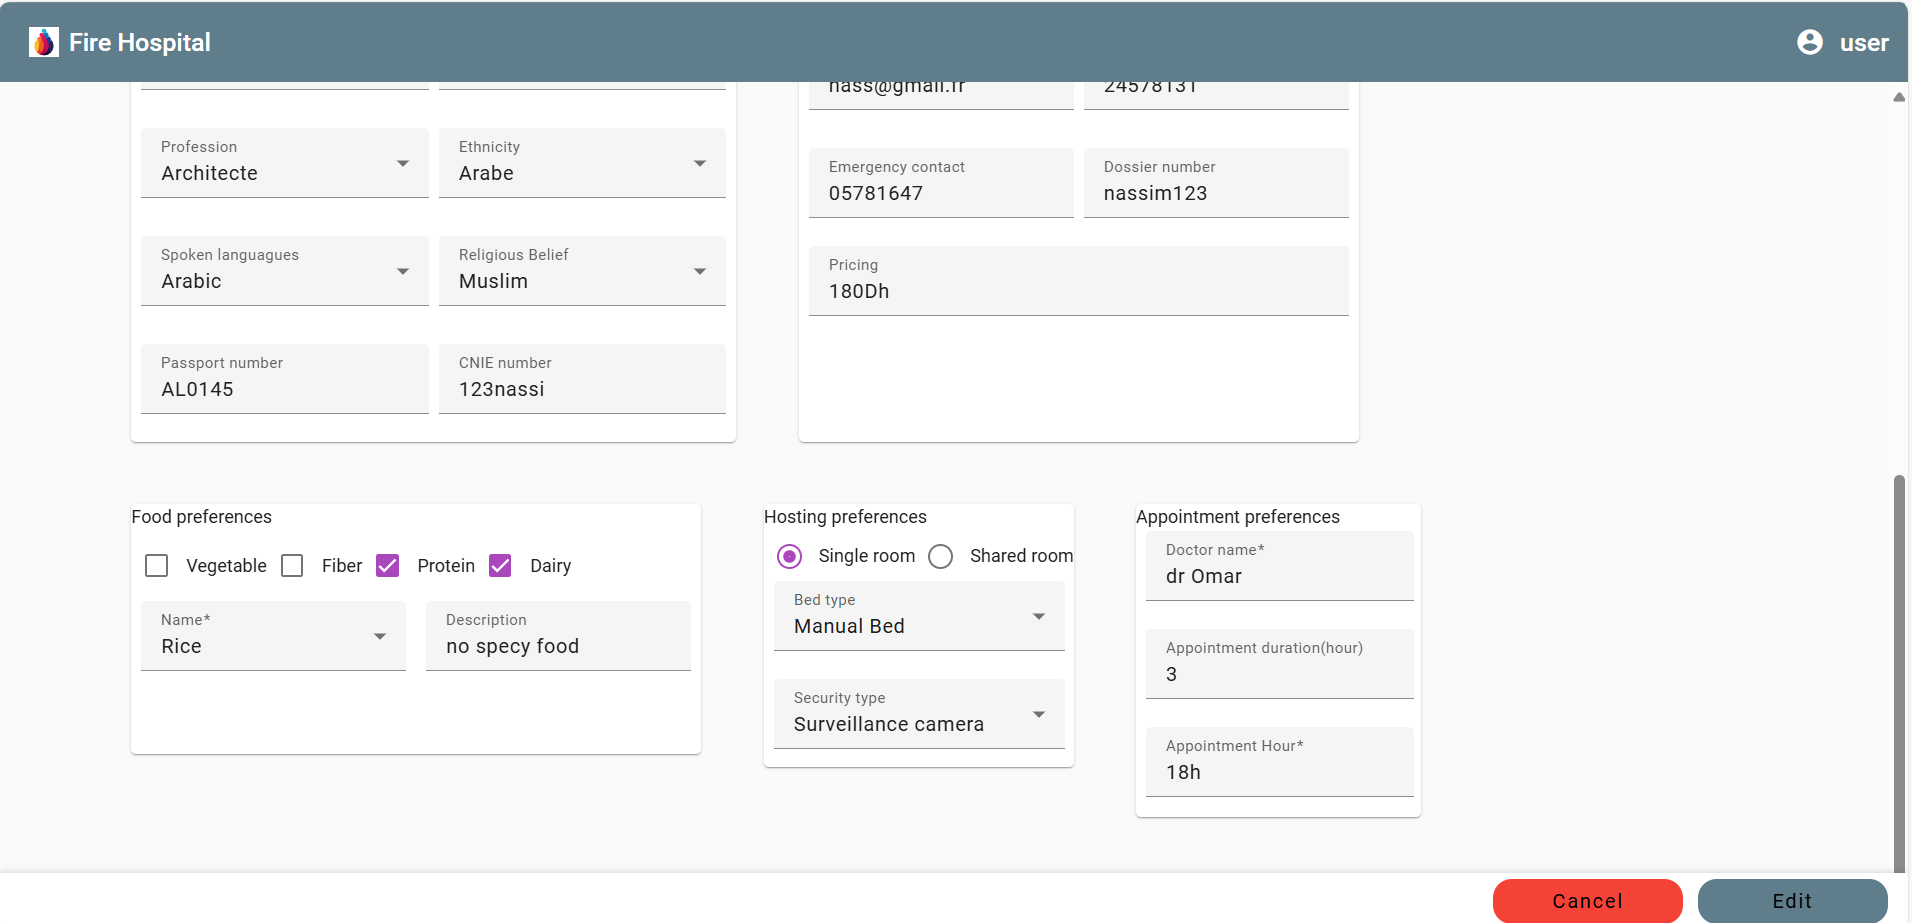 Fire Hospital
user
nass@gmail.fr
24578131
Profession
Architecte
Ethnicity
Arabe
Spoken languagues
Arabic
Religious Belief
Muslim
Passport number
AL0145
CNIE number
123nassi
Emergency contact
05781647
Dossier number
nassim123
Pricing
180Dh
Food preferences
Vegetable Fiber Protein Dairy
Name*
Rice
Description
no specy food
Hosting preferences
Single room Shared room
Bed type
Manual Bed
Security type
Surveillance camera
Appointment preferences
Doctor name*
dr Omar
Appointment duration(hour)
3
Appointment Hour*
18h
Cancel
Edit